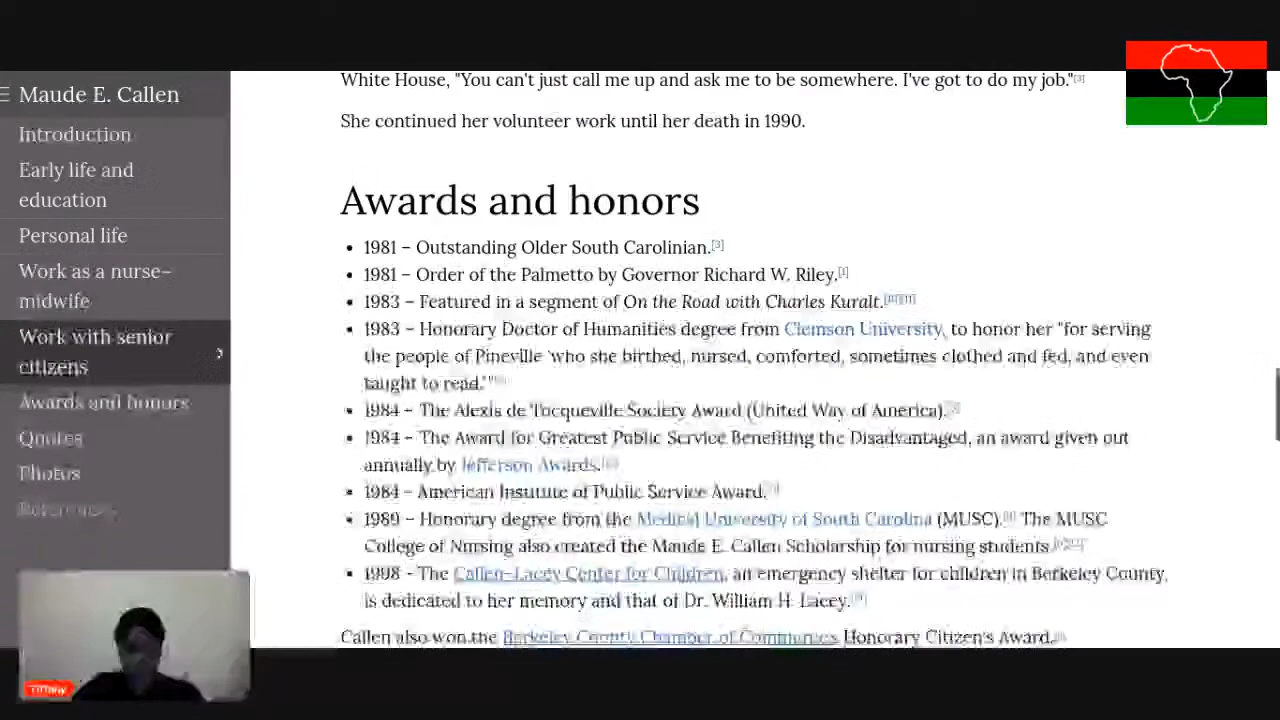 White House, "You can't just call me up and ask me to be somewhere. I've got to do my job."[3]
She continued her volunteer work until her death in 1990.
Maude E. Callen
Introduction
Early life and
education
Personal life
Work as a nurse–
midwife
Work with senior
citizens
Awards and honors
Quotes
Photos
References
Awards and honors
• 1981 – Outstanding Older South Carolinian.[3]
• 1981 – Order of the Palmetto by Governor Richard W. Riley.[1]
• 1983 – Featured in a segment of On the Road with Charles Kuralt.[10][11]
• 1983 – Honorary Doctor of Humanities degree from Clemson University, to honor her "for serving
the people of Pineville 'who she birthed, nursed, comforted, sometimes clothed and fed, and even
taught to read.'"
• 1984 – The Alexis de Tocqueville Society Award (United Way of America).
• 1984 – The Award for Greatest Public Service Benefiting the Disadvantaged, an award given out
annually by Jefferson Awards.
• 1984 – American Institute of Public Service Award.
• 1989 – Honorary degree from the Medical University of South Carolina (MUSC). The MUSC
College of Nursing also created the Maude E. Callen Scholarship for nursing students.
• 1998 – The Callen-Lacey Center for Children, an emergency shelter for children in Berkeley County,
is dedicated to her memory and that of Dr. William H. Lacey.
Callen also won the Berkeley County Chamber of Commerce Honorary Citizen's Award.
Tiffany